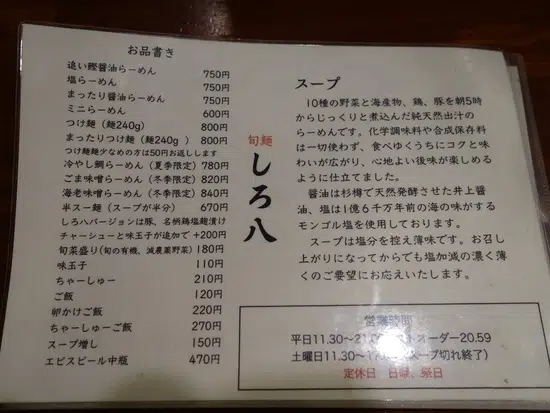 お品書き
追い鰹醤油らーめん 750円
塩らーめん 750円
まったり醤油らーめん 750円
ミニらーめん 600円
つけ麺(麺240g) 800円
まったりつけ麺(麺240g) 800円
つけ麺麺少なめの方は50円お返しします
冷やし鯛らーめん(夏季限定) 780円
ごま味噌らーめん(冬季限定) 780円
海老味噌らーめん(冬季限定) 840円
半スー麺(スープが半分) 670円
しろハバージョンは豚、名柄鶏塩麹漬け
チャーシューと味玉子が追加で +200円
旬菜盛り(旬の有機、減農薬野菜) 180円
味玉子 110円
ちゃーしゅー 210円
ご飯 120円
卵かけご飯 220円
ちゃーしゅーご飯 270円
スープ増し 150円
エビスビール中瓶 470円
旬麺
しろ八
スープ
10種の野菜と海産物、鶏、豚を朝5時
からじっくりと煮込んだ純天然出汁の
らーめんです。化学調味料や合成保存料
は一切使わず、食べゆくうちにコクと味
わいが広がり、心地よい後味が楽しめる
ように仕立てました。
醤油は杉樽で天然発酵させた井上醤
油、塩は1億6千万年前の海の味がする
モンゴル塩を使用しております。
スープは塩分を控え薄味です。お召し
上がりになってからでも塩加減の濃く薄
くのご要望にお応えいたします。
営業時間
平日11.30~21.00 ストオーダー20.59
土曜日11.30~17 (スープ切れ終了)
定休日 日曜、祭日